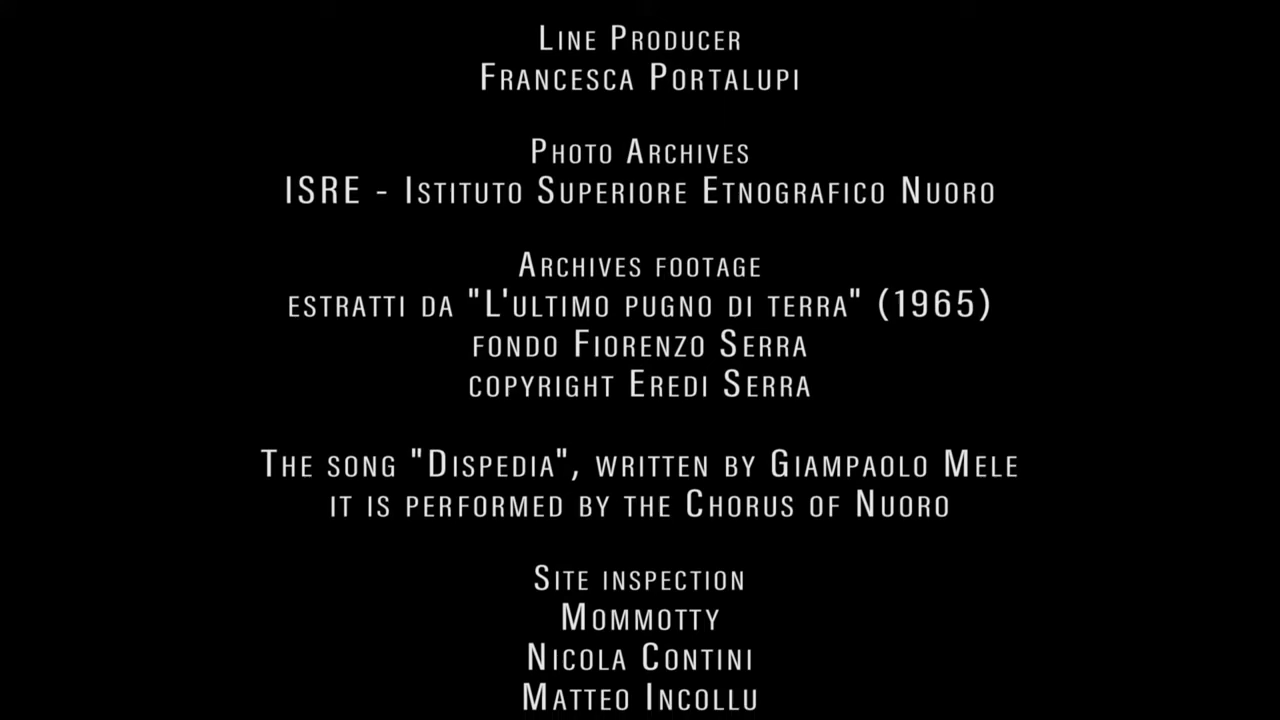 Line Producer
Francesca Portalupi
Photo Archives
ISRE - Istituto Superiore Etnografico Nuoro
Archives footage
estratti da "L'ultimo pugno di terra" (1965)
fondo Fiorenzo Serra
copyright Eredi Serra
The song "Dispedia", written by Giampaolo Mele
it is performed by the Chorus of Nuoro
Site inspection
Mommotty
Nicola Contini
Matteo Incollu